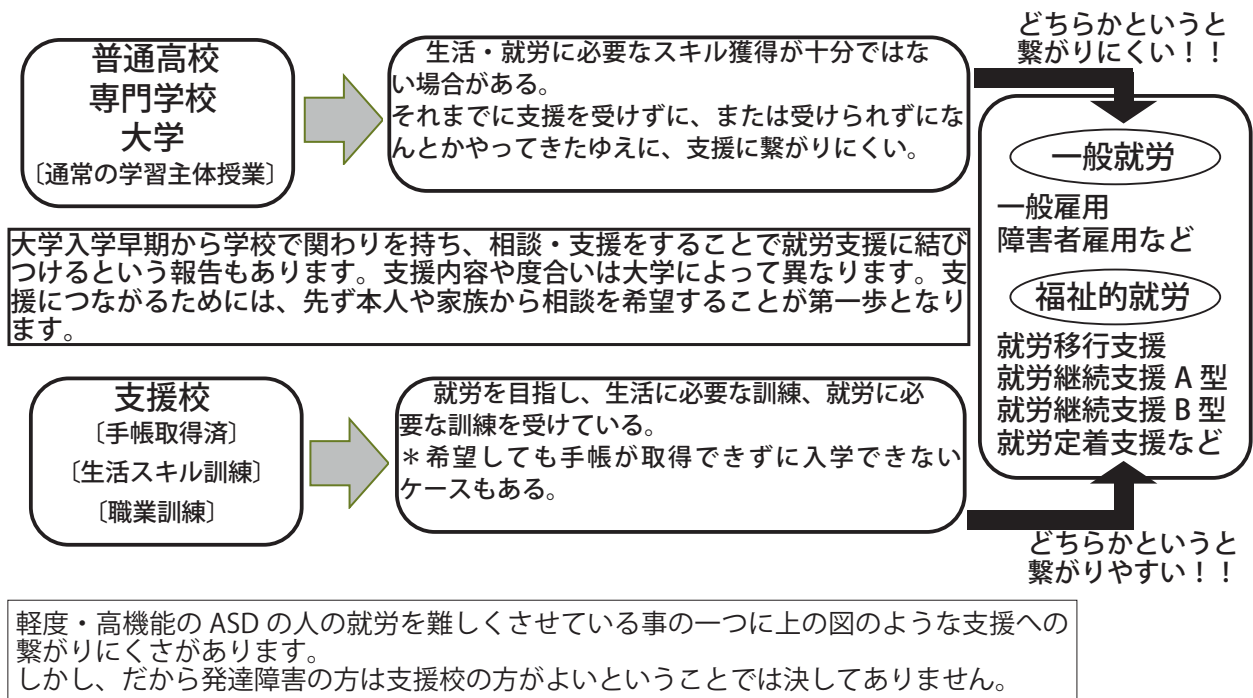 普通高校
専門学校
大学
〔通常の学習主体授業〕
生活・就労に必要なスキル獲得が十分ではな
い場合がある。
それまでに支援を受けずに、または受けられずにな
んとかやってきたゆえに、支援に繋がりにくい。
どちらかというと
繋がりにくい！！
一般就労
一般雇用
障害者雇用など
福祉的就労
就労移行支援
就労継続支援 A 型
就労継続支援 B 型
就労定着支援など
大学入学早期から学校で関わりを持ち、相談・支援をすることで就労支援に結び
つけるという報告もあります。支援内容や度合いは大学によって異なります。支
援につながるためには、先ず本人や家族から相談を希望することが第一歩となり
ます。
支援校
〔手帳取得済〕
〔生活スキル訓練〕
〔職業訓練〕
就労を目指し、生活に必要な訓練、就労に必
要な訓練を受けている。
＊希望しても手帳が取得できずに入学できない
ケースもある。
どちらかというと
繋がりやすい！！
軽度・高機能の ASD の人の就労を難しくさせている事の一つに上の図のような支援への
繋がりにくさがあります。
しかし、だから発達障害の方は支援校の方がよいということでは決してありません。